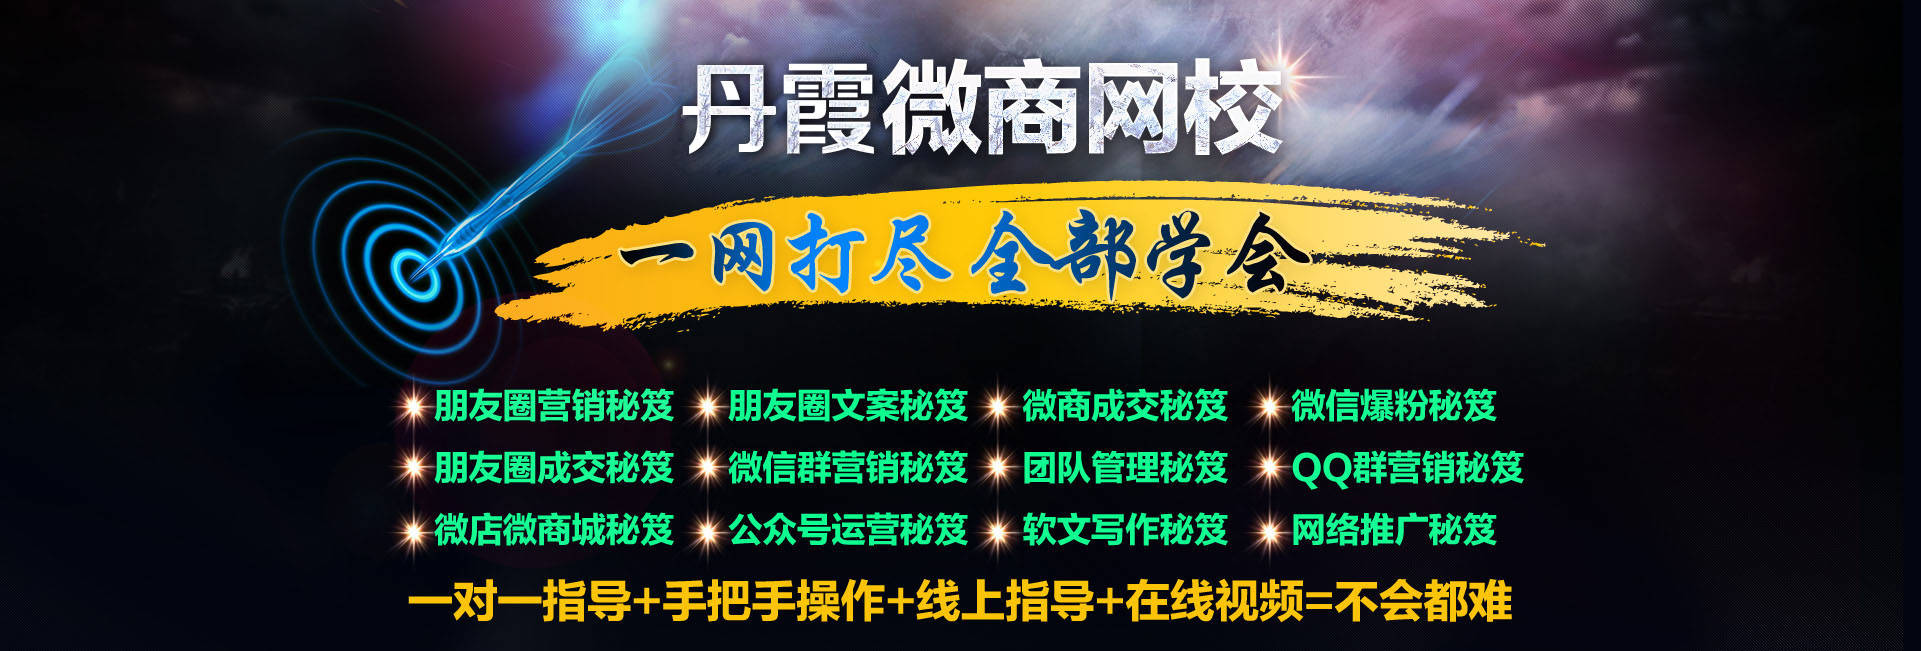 丹霞微商网校
一网打尽 全部学会
朋友圈营销秘笈 朋友圈文案秘笈 微商成交秘笈 微信爆粉秘笈
朋友圈成交秘笈 微信群营销秘笈 团队管理秘笈 QQ群营销秘笈
微店微商城秘笈 公众号运营秘笈 软文写作秘笈 网络推广秘笈
一对一指导+手把手操作+线上指导+在线视频=不会都难